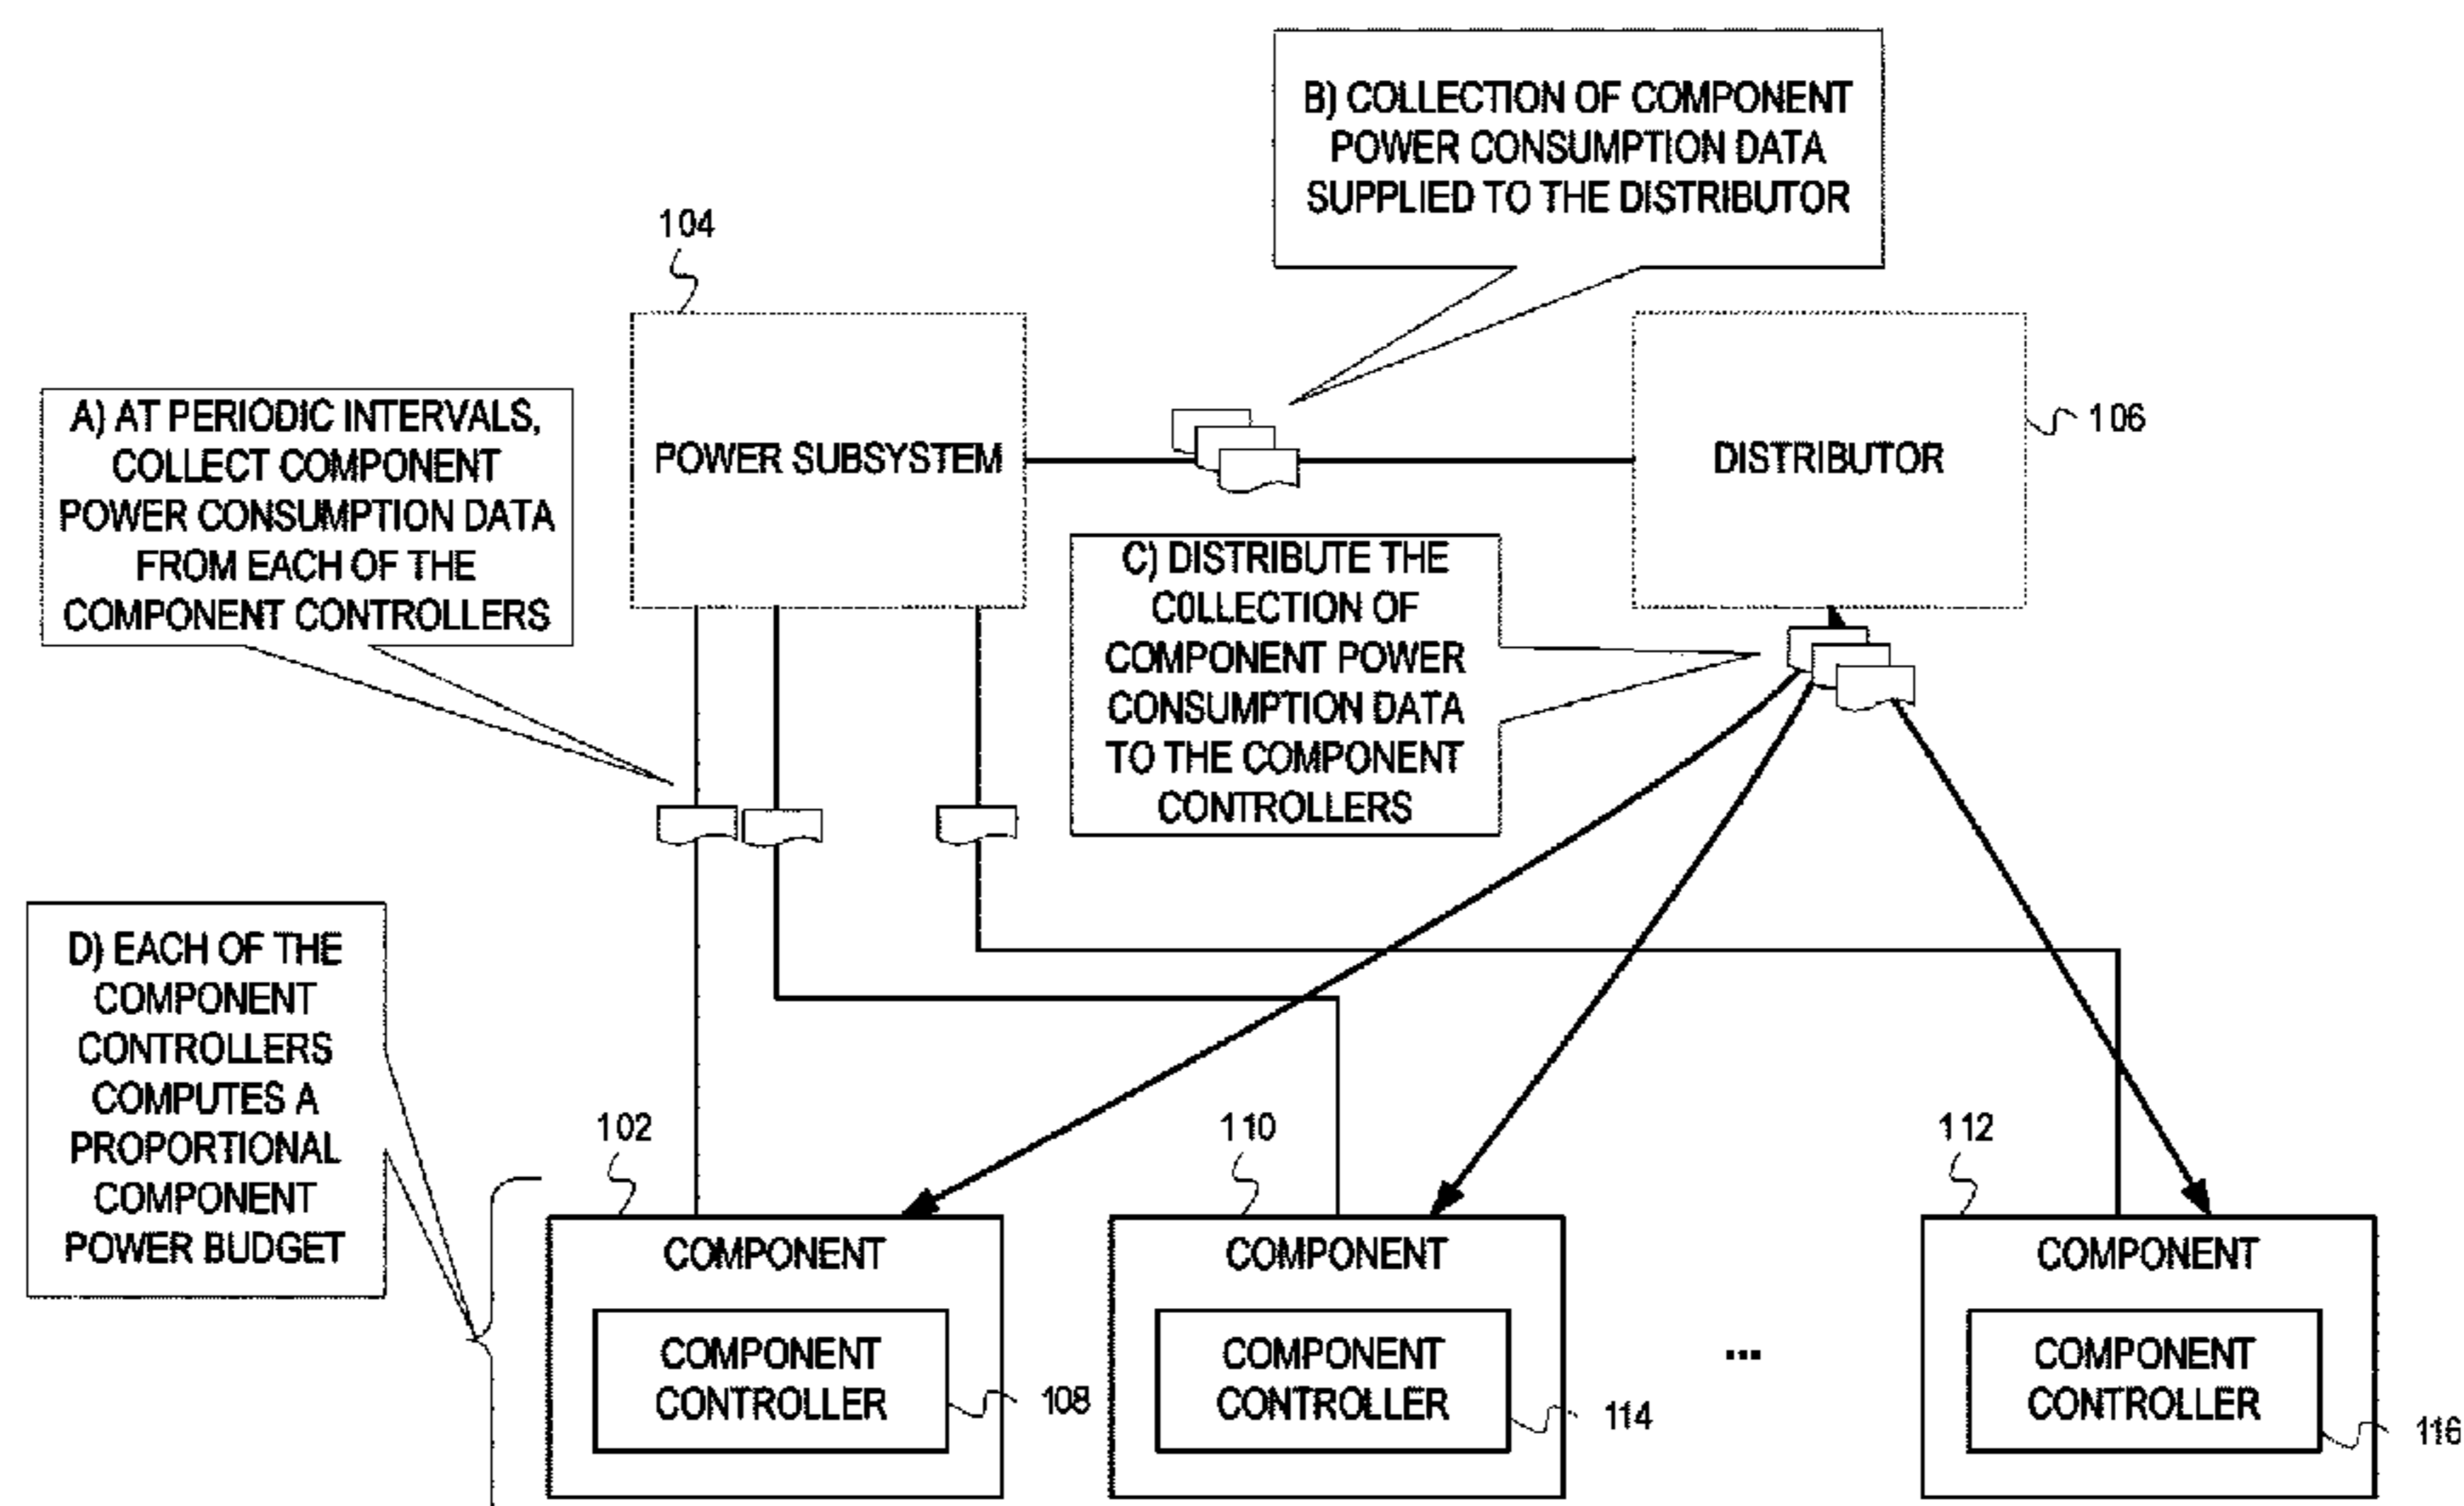 B) COLLECTION OF COMPONENT
POWER CONSUMPTION DATA
SUPPLIED TO THE DISTRIBUTOR
104
A) AT PERIODIC INTERVALS,
COLLECT COMPONENT
POWER CONSUMPTION DATA
FROM EACH OF THE
COMPONENT CONTROLLERS
POWER SUBSYSTEM
DISTRIBUTOR
106
C) DISTRIBUTE THE
COLLECTION OF
COMPONENT POWER
CONSUMPTION DATA
TO THE COMPONENT
CONTROLLERS
D) EACH OF THE
COMPONENT
CONTROLLERS
COMPUTES A
PROPORTIONAL
COMPONENT
POWER BUDGET
102
110
112
COMPONENT
COMPONENT
CONTROLLER
108
COMPONENT
COMPONENT
CONTROLLER
114
...
COMPONENT
COMPONENT
CONTROLLER
116